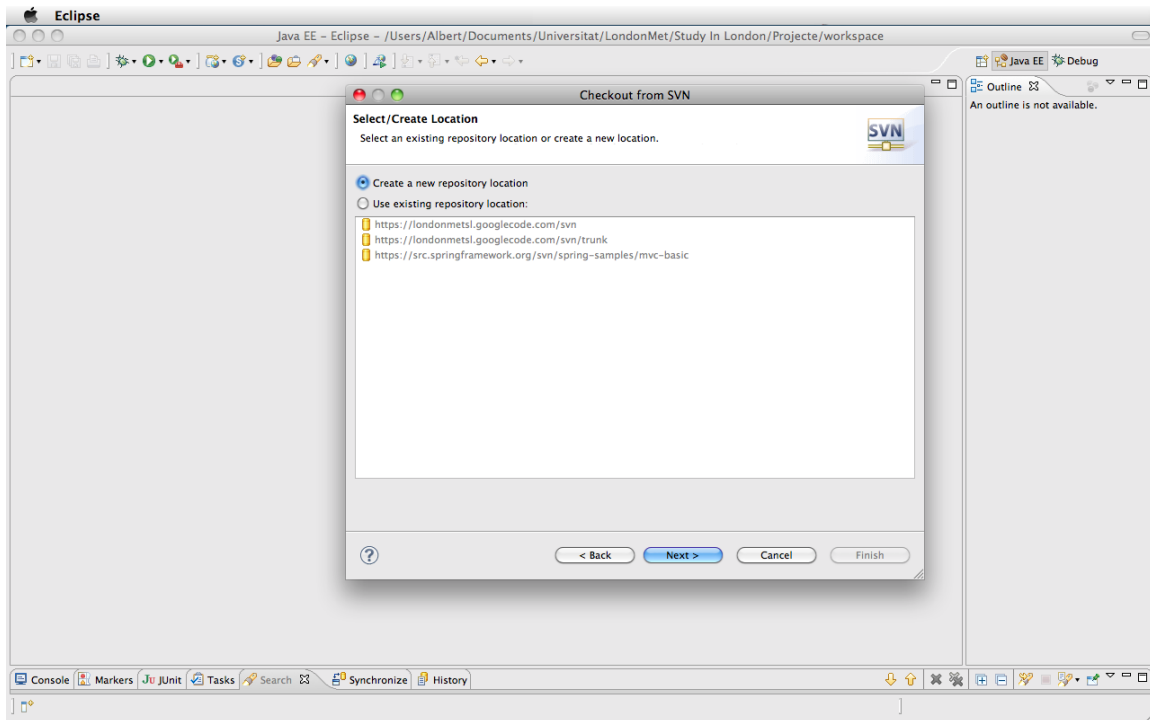 Eclipse
Java EE – Eclipse – /Users/Albert/Documents/Universitat/LondonMet/Study In London/Projecte/workspace
Java EE
Debug
Outline
An outline is not available.
Checkout from SVN
Select/Create Location
Select an existing repository location or create a new location.
SVN
Create a new repository location
Use existing repository location:
https://londonmetsl.googlecode.com/svn
https://londonmetsl.googlecode.com/svn/trunk
https://src.springframework.org/svn/spring-samples/mvc-basic
?
< Back
Next >
Cancel
Finish
Console
Markers
JU JUnit
Tasks
Search
Synchronize
History